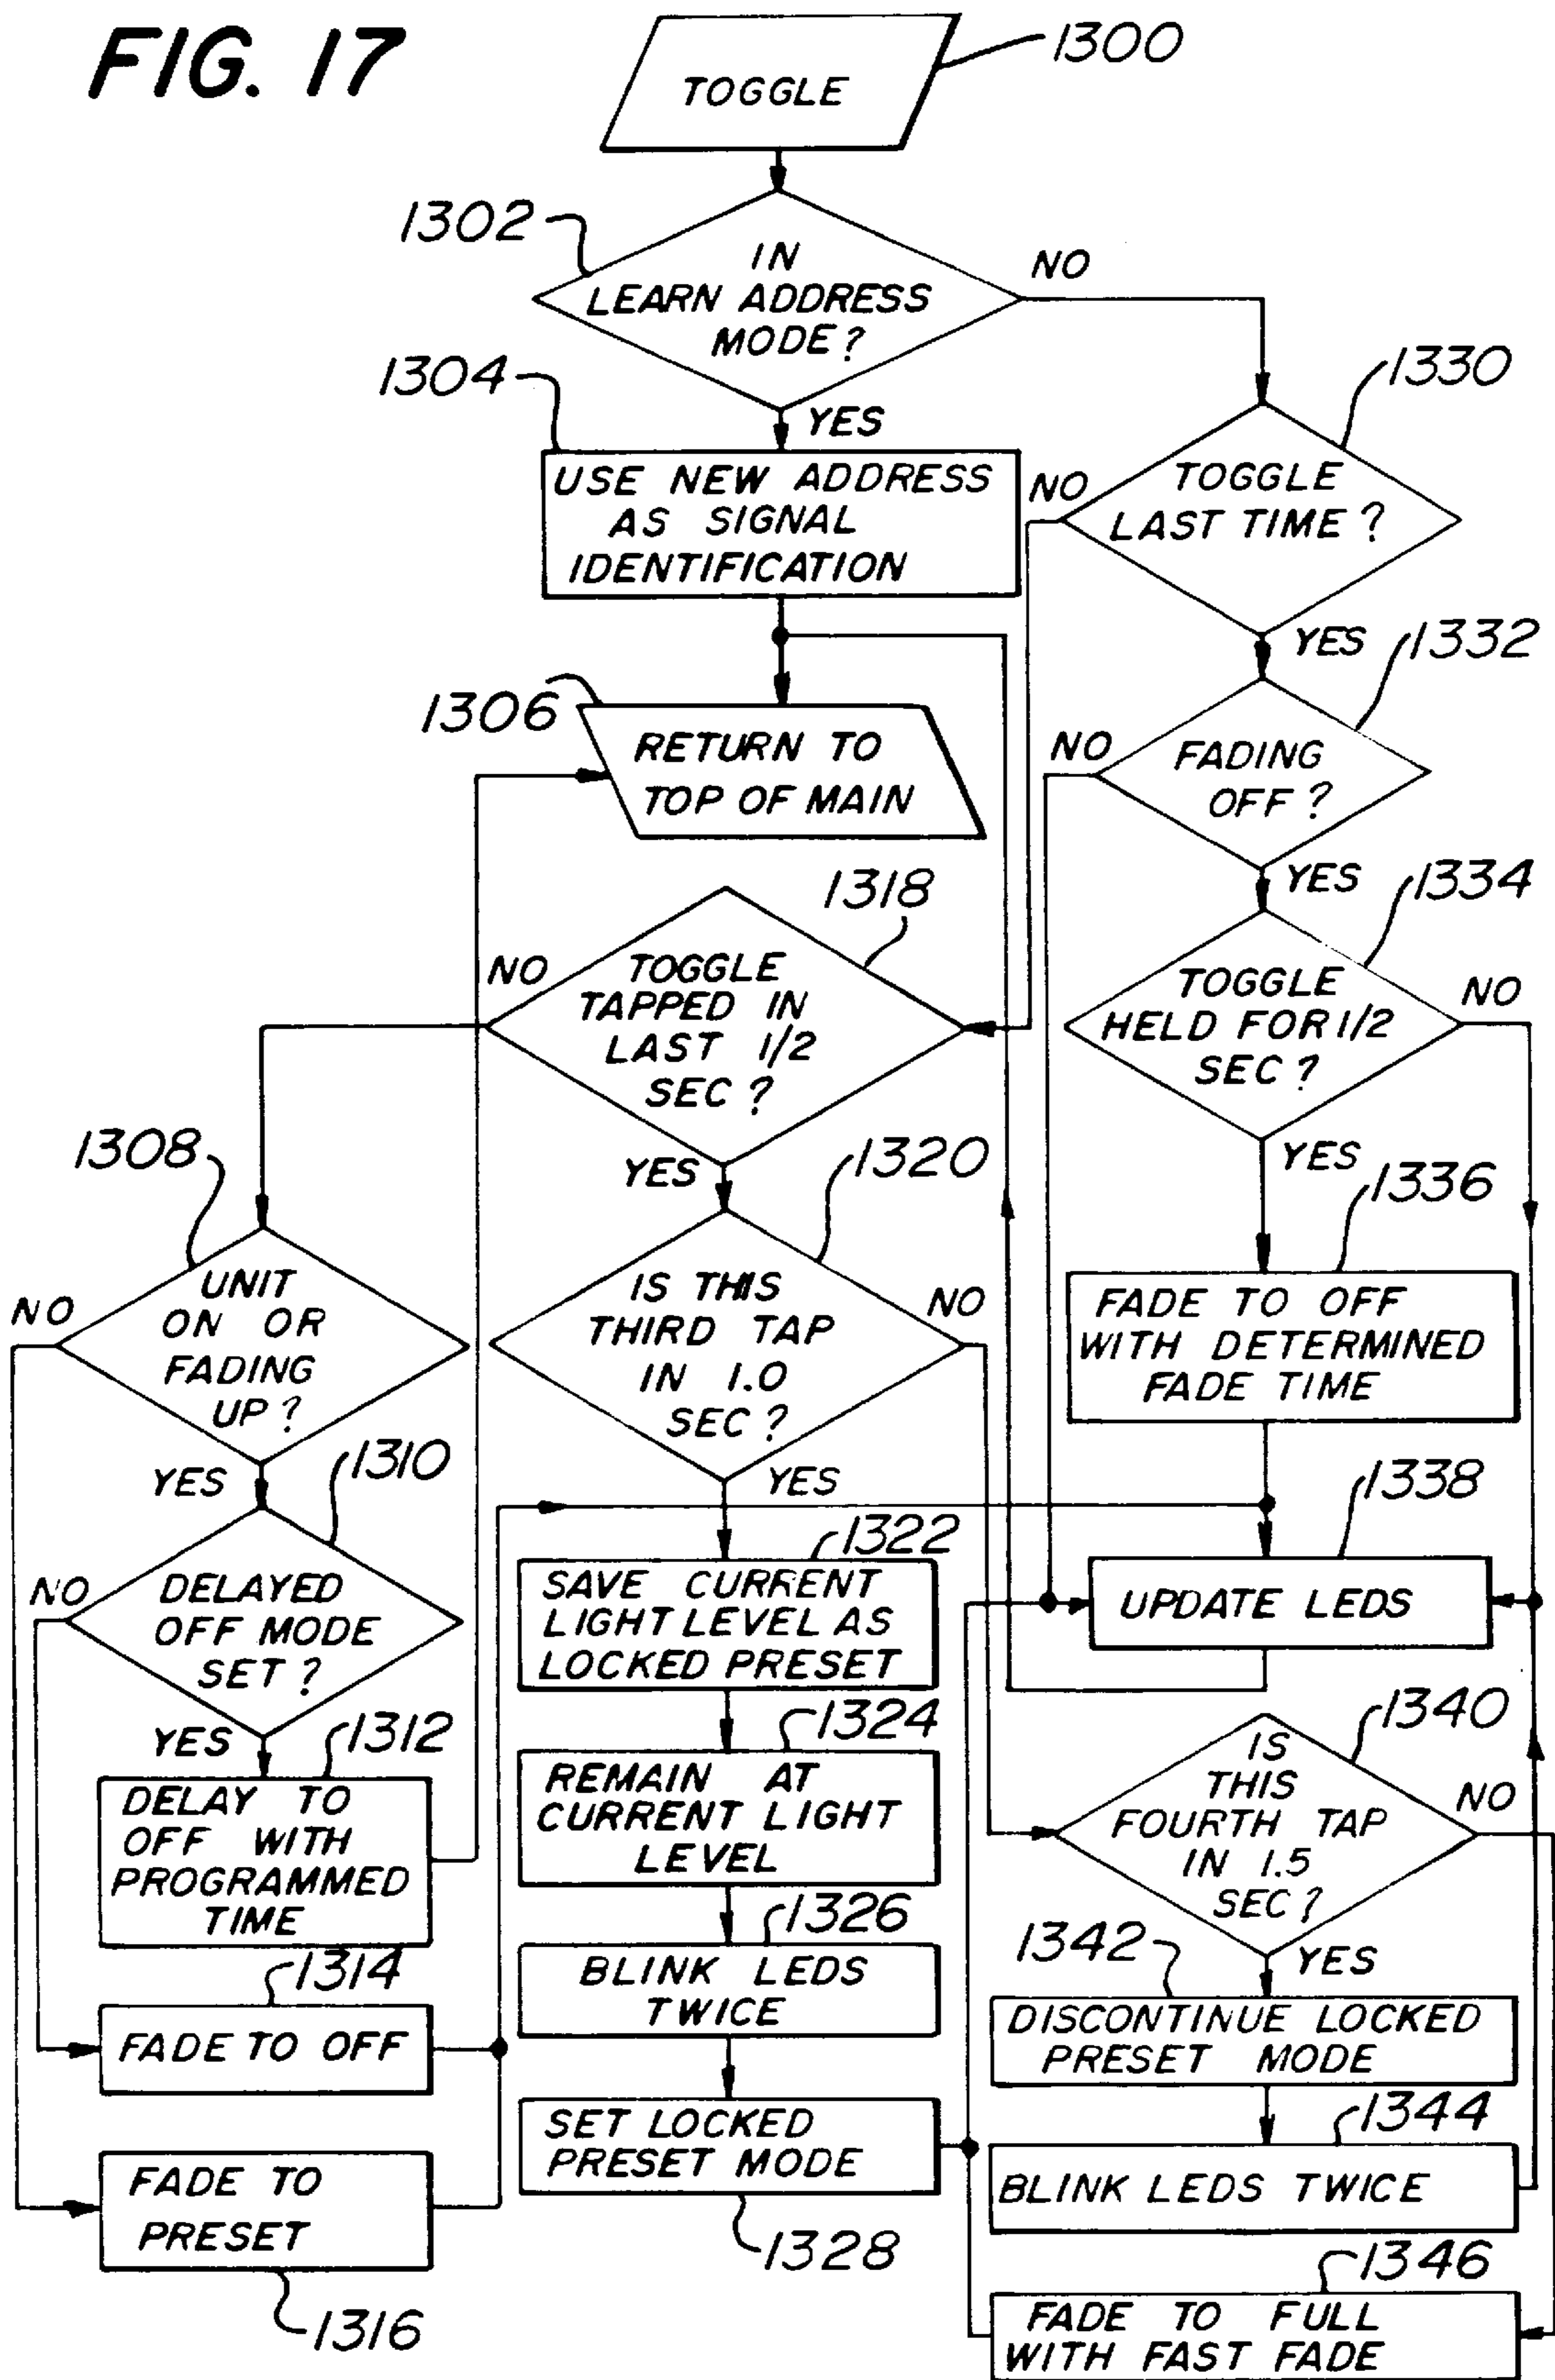 FIG. 17
1300
TOGGLE
1302
IN
LEARN ADDRESS
MODE?
NO
YES
1304
USE NEW ADDRESS
AS SIGNAL
IDENTIFICATION
1330
NO
TOGGLE
LAST TIME?
YES
1306
RETURN TO
TOP OF MAIN
1332
NO
FADING
OFF?
YES
1318
NO
TOGGLE
TAPPED IN
LAST 1/2
SEC?
YES
1334
TOGGLE
HELD FOR 1/2
SEC?
NO
YES
1308
NO
UNIT
ON OR
FADING
UP?
YES
1320
IS THIS
THIRD TAP
IN 1.0
SEC?
NO
YES
1336
FADE TO OFF
WITH DETERMINED
FADE TIME
1310
NO
DELAYED
OFF MODE
SET?
YES
1322
SAVE CURRENT
LIGHT LEVEL AS
LOCKED PRESET
1338
UPDATE LEDS
1312
DELAY TO
OFF WITH
PROGRAMMED
TIME
1324
REMAIN AT
CURRENT LIGHT
LEVEL
1340
IS
THIS
FOURTH TAP
IN 1.5
SEC?
NO
YES
1314
FADE TO OFF
1326
BLINK LEDS
TWICE
1342
DISCONTINUE LOCKED
PRESET MODE
1316
FADE TO
PRESET
SET LOCKED
PRESET MODE
1328
1344
BLINK LEDS TWICE
1346
FADE TO FULL
WITH FAST FADE